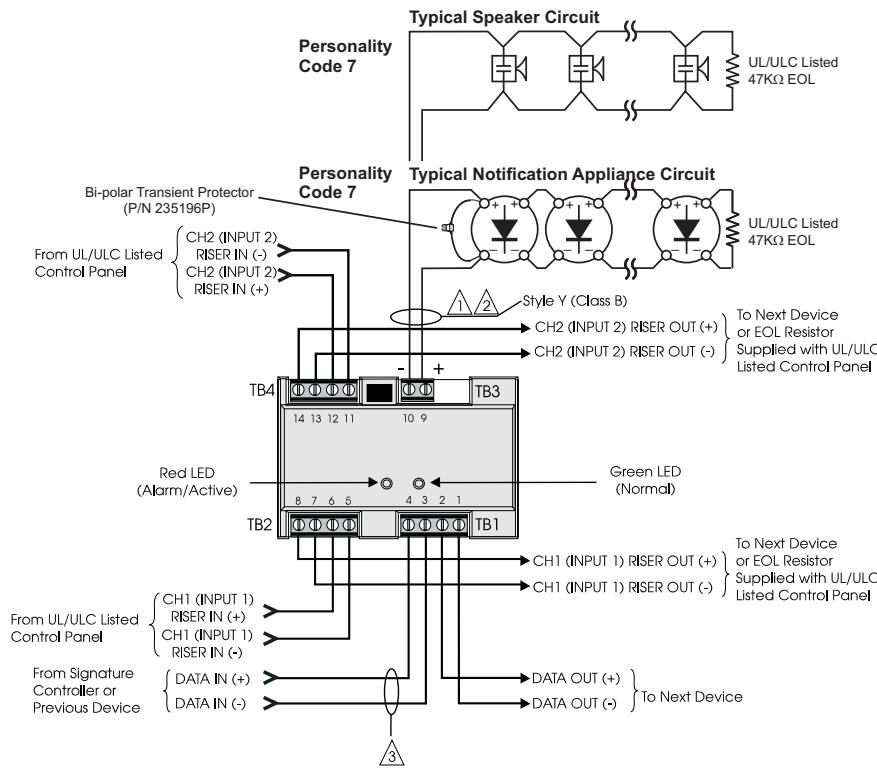 Typical Speaker Circuit
Personality
Code 7
UL/ULC Listed
47KΩ EOL
Personality
Code 7
Typical Notification Appliance Circuit
Bi-polar Transient Protector
(P/N 235196P)
+ +
+ +
+ +
– –
– –
– –
UL/ULC Listed
47KΩ EOL
From UL/ULC Listed
Control Panel
CH2 (INPUT 2)
RISER IN (-)
CH2 (INPUT 2)
RISER IN (+)
1
2
Style Y (Class B)
CH2 (INPUT 2) RISER OUT (+)
CH2 (INPUT 2) RISER OUT (-)
To Next Device
or EOL Resistor
Supplied with UL/ULC
Listed Control Panel
- +
TB4
TB3
14 13 12 11
10 9
Red LED
(Alarm/Active)
Green LED
(Normal)
8 7 6 5
4 3 2 1
TB2
TB1
CH1 (INPUT 1) RISER OUT (+)
CH1 (INPUT 1) RISER OUT (-)
To Next Device
or EOL Resistor
Supplied with UL/ULC
Listed Control Panel
From UL/ULC Listed
Control Panel
CH1 (INPUT 1)
RISER IN (+)
CH1 (INPUT 1)
RISER IN (-)
From Signature
Controller or
Previous Device
DATA IN (+)
DATA IN (-)
DATA OUT (+)
DATA OUT (-)
To Next Device
3